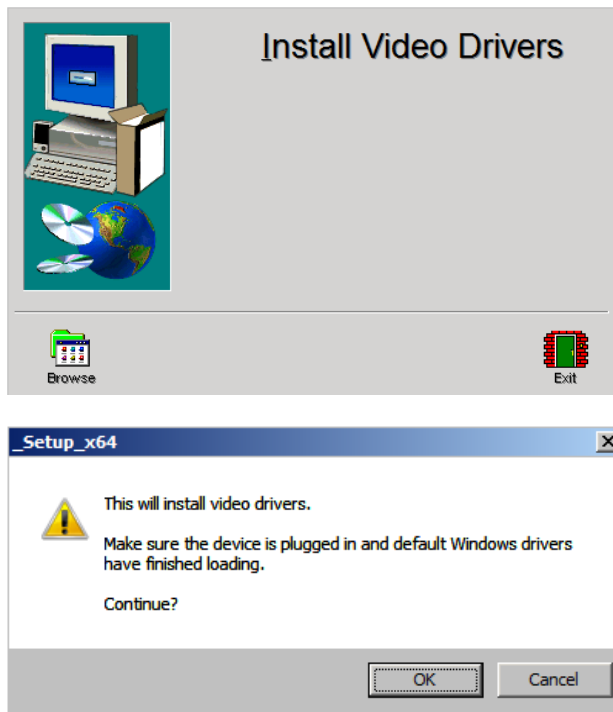 Install Video Drivers
Browse
Exit
_Setup_x64
This will install video drivers.
Make sure the device is plugged in and default Windows drivers
have finished loading.
Continue?
OK
Cancel